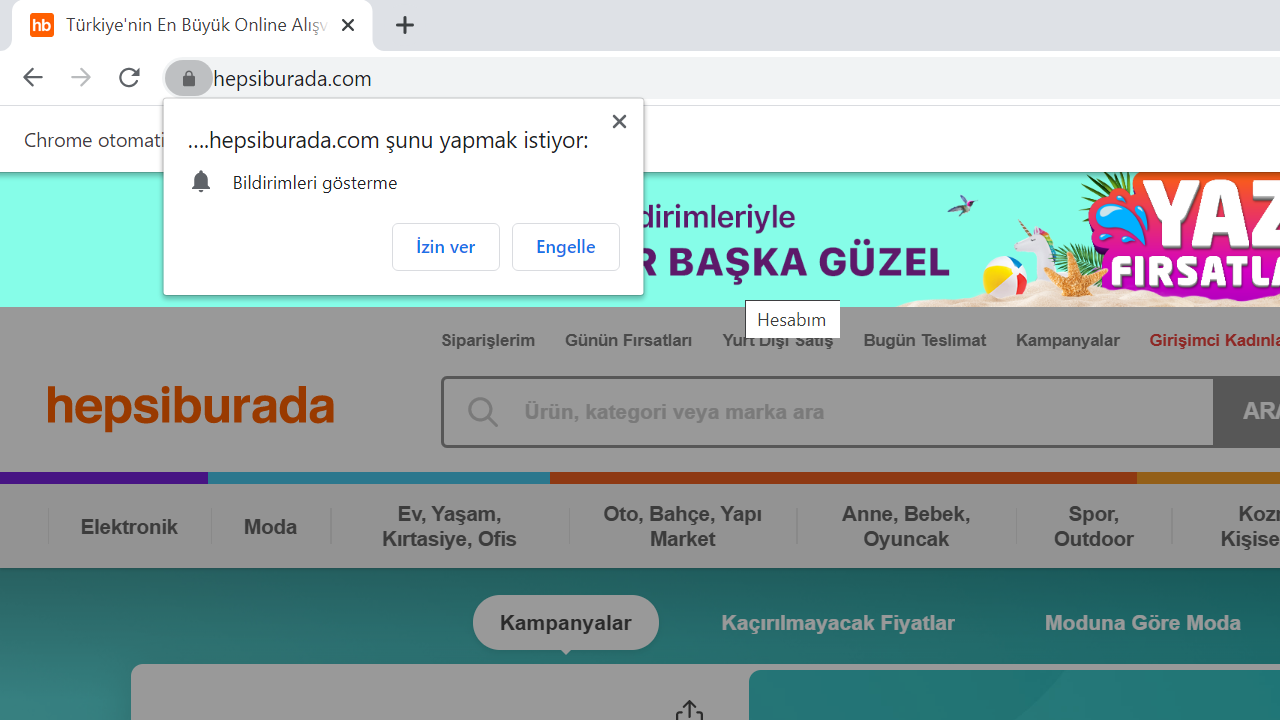 hb Türkiye'nin En Büyük Online Alışv
hepsiburada.com
Chrome otomati
....hepsiburada.com şunu yapmak istiyor:
Bildirimleri gösterme
İzin ver Engelle
dirimleriyle
R BAŞKA GÜZEL
YAZ
FIRSATLA
Hesabım
Siparişlerim Günün Fırsatları Yurt Dışı Satış Bugün Teslimat Kampanyalar Girişimci Kadınla
hepsiburada
Ürün, kategori veya marka ara
ARA
Elektronik
Moda
Ev, Yaşam,
Kırtasiye, Ofis
Oto, Bahçe, Yapı
Market
Anne, Bebek,
Oyuncak
Spor,
Outdoor
Kozr
Kişise
Kampanyalar Kaçırılmayacak Fiyatlar Moduna Göre Moda